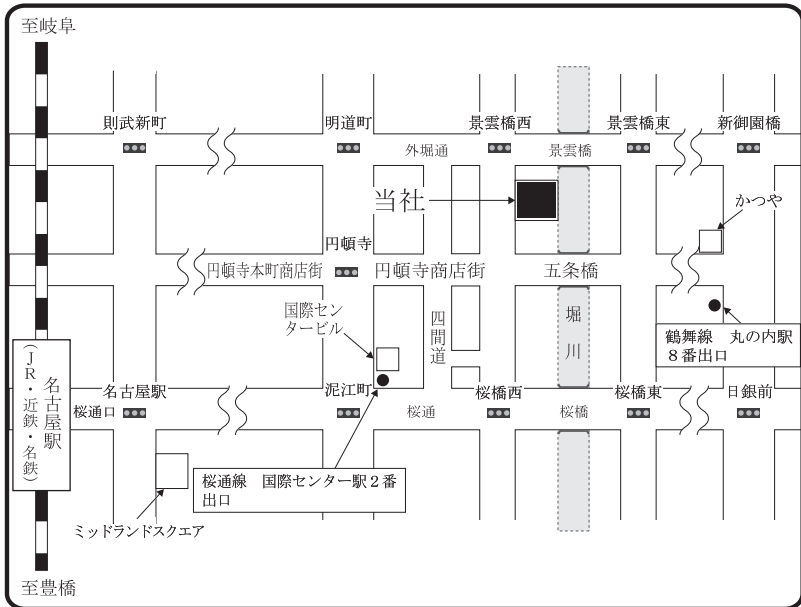 至岐阜
則武新町
明道町
景雲橋西
景雲橋東
新御園橋
外堀通
景雲橋
当社
かつや
円頓寺
円頓寺本町商店街
円頓寺商店街
五条橋
国際セン
タービル
四間道
堀川
鶴舞線　丸の内駅
８番出口
名古屋駅
（JR・近鉄・名鉄）
桜通口
名古屋駅
泥江町
桜通
桜橋西
桜橋
桜橋東
日銀前
桜通線　国際センター駅２番
出口
ミッドランドスクエア
至豊橋